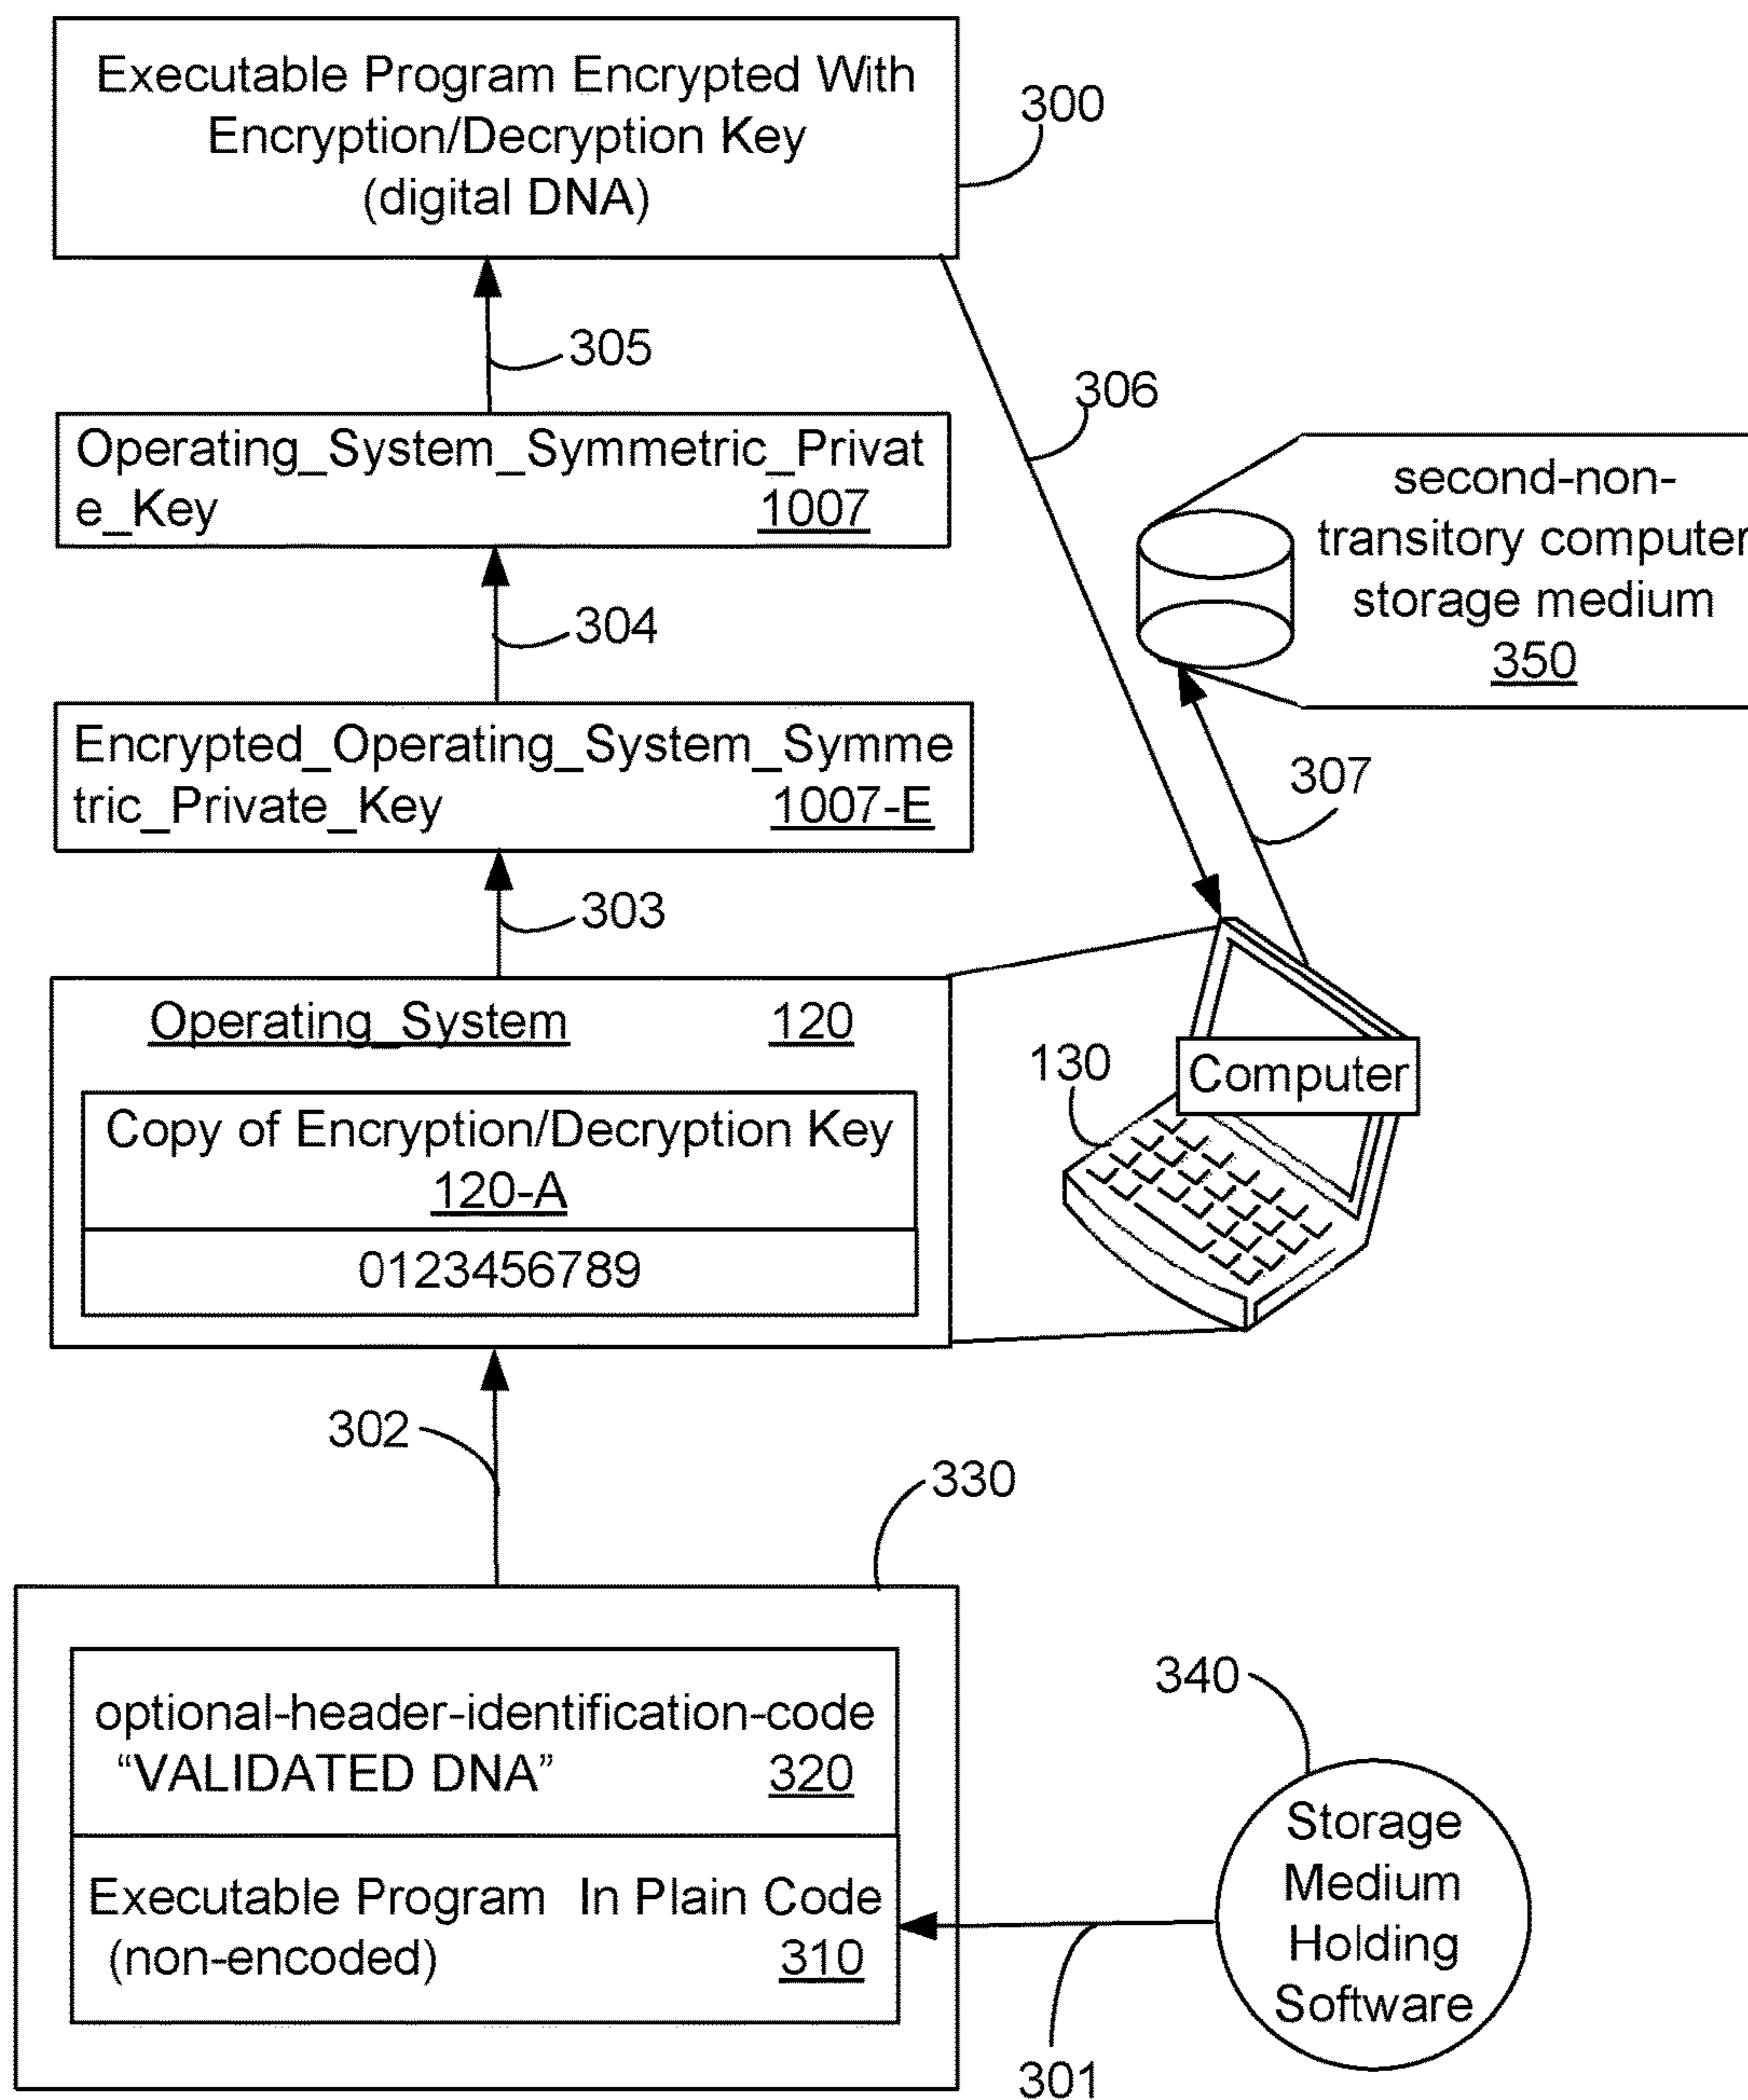 Executable Program Encrypted With
Encryption/Decryption Key
(digital DNA)
300
305
306
Operating_System_Symmetric_Privat
e_Key 1007
second-non-
transitory computer
storage medium
350
304
Encrypted_Operating_System_Symme
tric_Private_Key 1007-E
307
303
Operating_System 120
Copy of Encryption/Decryption Key
120-A
0123456789
130
Computer
302
330
optional-header-identification-code
“VALIDATED DNA” 320
Executable Program In Plain Code
(non-encoded) 310
340
Storage
Medium
Holding
Software
301